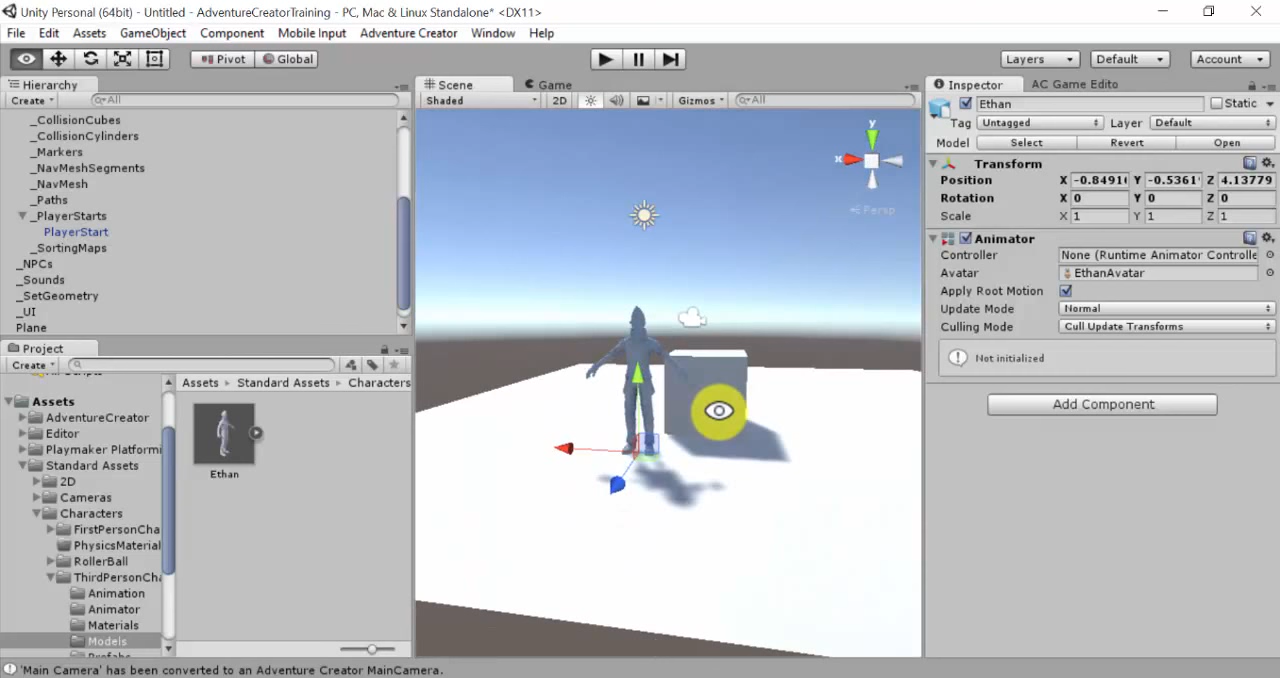 Unity Personal (64bit) - Untitled - AdventureCreatorTraining - PC, Mac & Linux Standalone* <DX11>
File Edit Assets GameObject Component Mobile Input Adventure Creator Window Help
Pivot Global Layers Default Account
Hierarchy
Create All
_CollisionCubes
_CollisionCylinders
_Markers
_NavMeshSegments
_NavMesh
_Paths
_PlayerStarts
PlayerStart
_SortingMaps
_NPCs
_Sounds
_SetGeometry
_UI
Plane
Project
Create
Assets
AdventureCreator
Editor
Playmaker Platformi
Standard Assets
2D
Cameras
Characters
FirstPersonCha
PhysicsMaterial
RollerBall
ThirdPersonCha
Animation
Animator
Materials
Models
Assets Standard Assets Characters
Ethan
Scene Game
Shaded 2D Gizmos All
y
x
Persp
Inspector AC Game Edito
Ethan Static
Tag Untagged Layer Default
Model Select Revert Open
Transform
Position X -0.8491 Y -0.5361 Z 4.13779
Rotation X 0 Y 0 Z 0
Scale X 1 Y 1 Z 1
Animator
Controller None (Runtime Animator Controlle
Avatar EthanAvatar
Apply Root Motion
Update Mode Normal
Culling Mode Cull Update Transforms
Not initialized
Add Component
'Main Camera' has been converted to an Adventure Creator MainCamera.